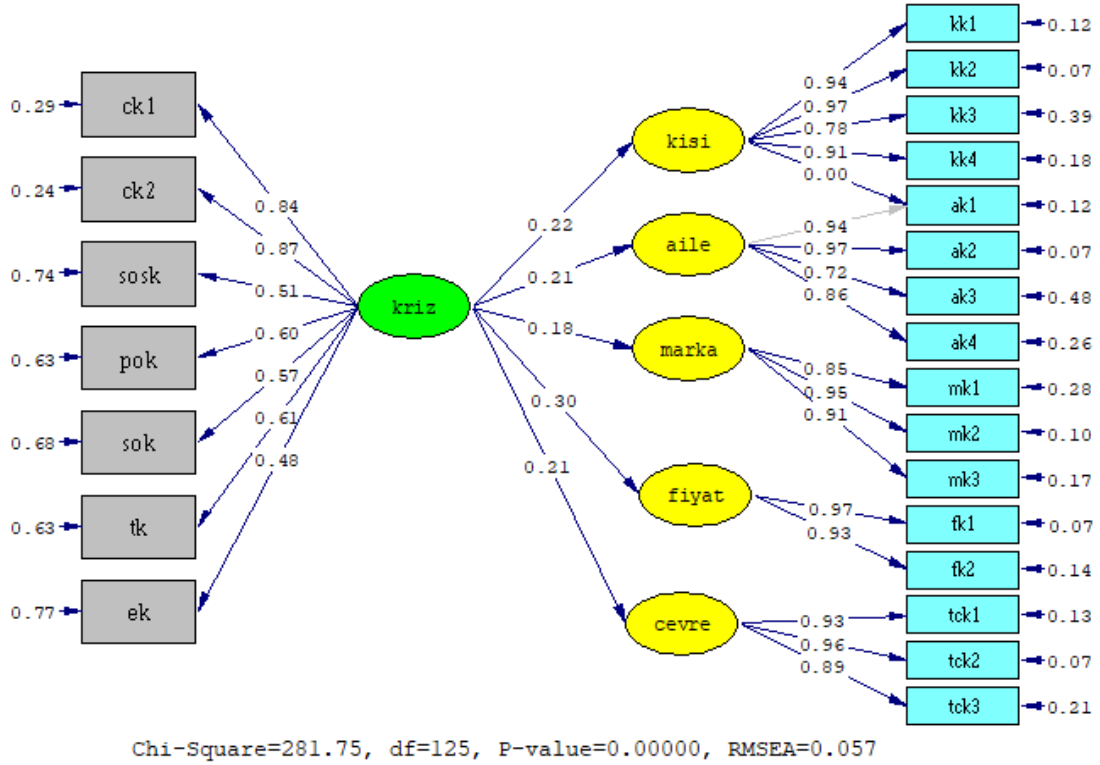 0.29 ck1
0.24 ck2
0.74 sosk
0.63 pok
0.68 sok
0.63 tk
0.77 ek
0.84
0.87
0.51
0.60
0.57
0.61
0.48
kriz
0.22
0.21
0.18
0.30
0.21
kisi
aile
marka
fiyat
cevre
0.94
0.97
0.78
0.91
0.00
0.94
0.97
0.72
0.86
0.85
0.95
0.91
0.97
0.93
0.93
0.96
0.89
kk1 0.12
kk2 0.07
kk3 0.39
kk4 0.18
ak1 0.12
ak2 0.07
ak3 0.48
ak4 0.26
mk1 0.28
mk2 0.10
mk3 0.17
fk1 0.07
fk2 0.14
tck1 0.13
tck2 0.07
tck3 0.21
Chi-Square=281.75, df=125, P-value=0.00000, RMSEA=0.057